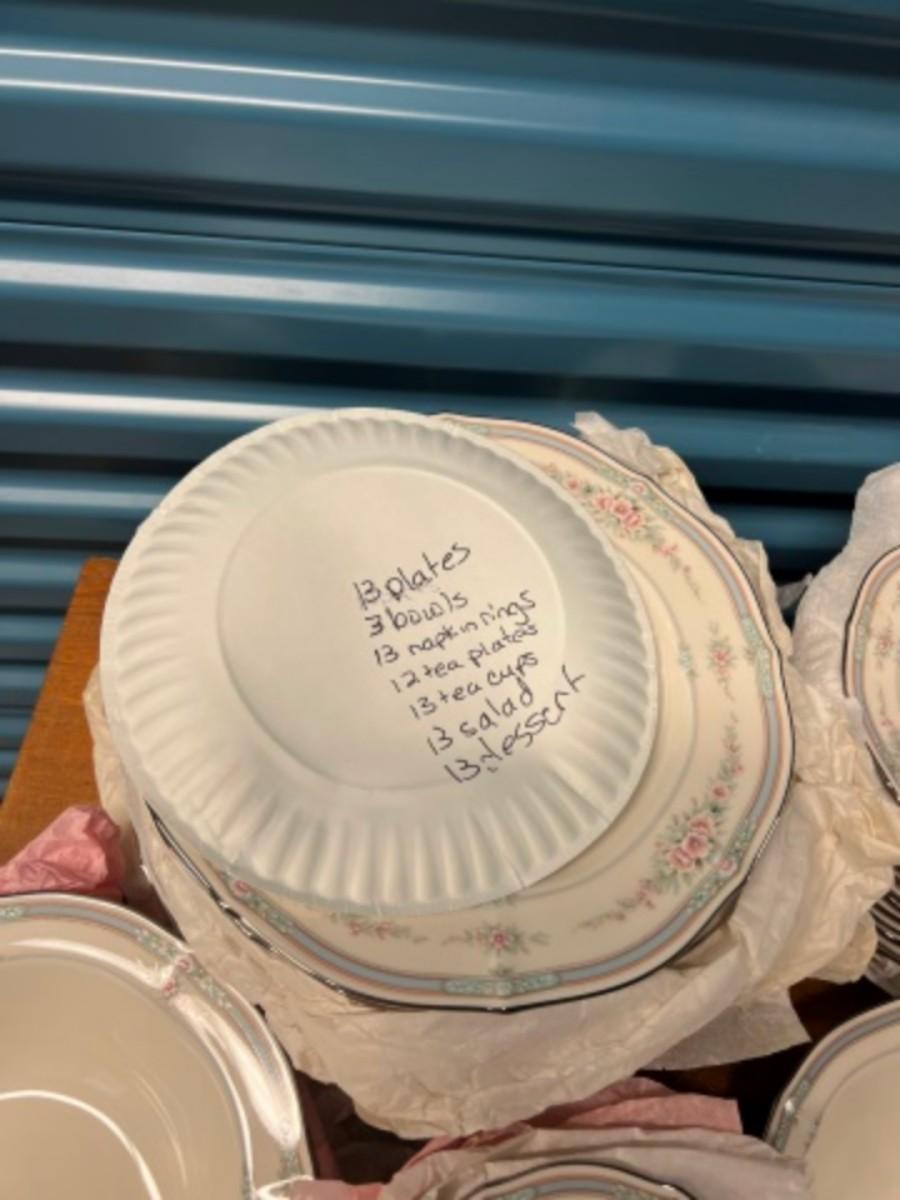 13 plates
3 bowls
13 napkin rings
12 tea plates
13 tea cups
13 salad
13 dessert